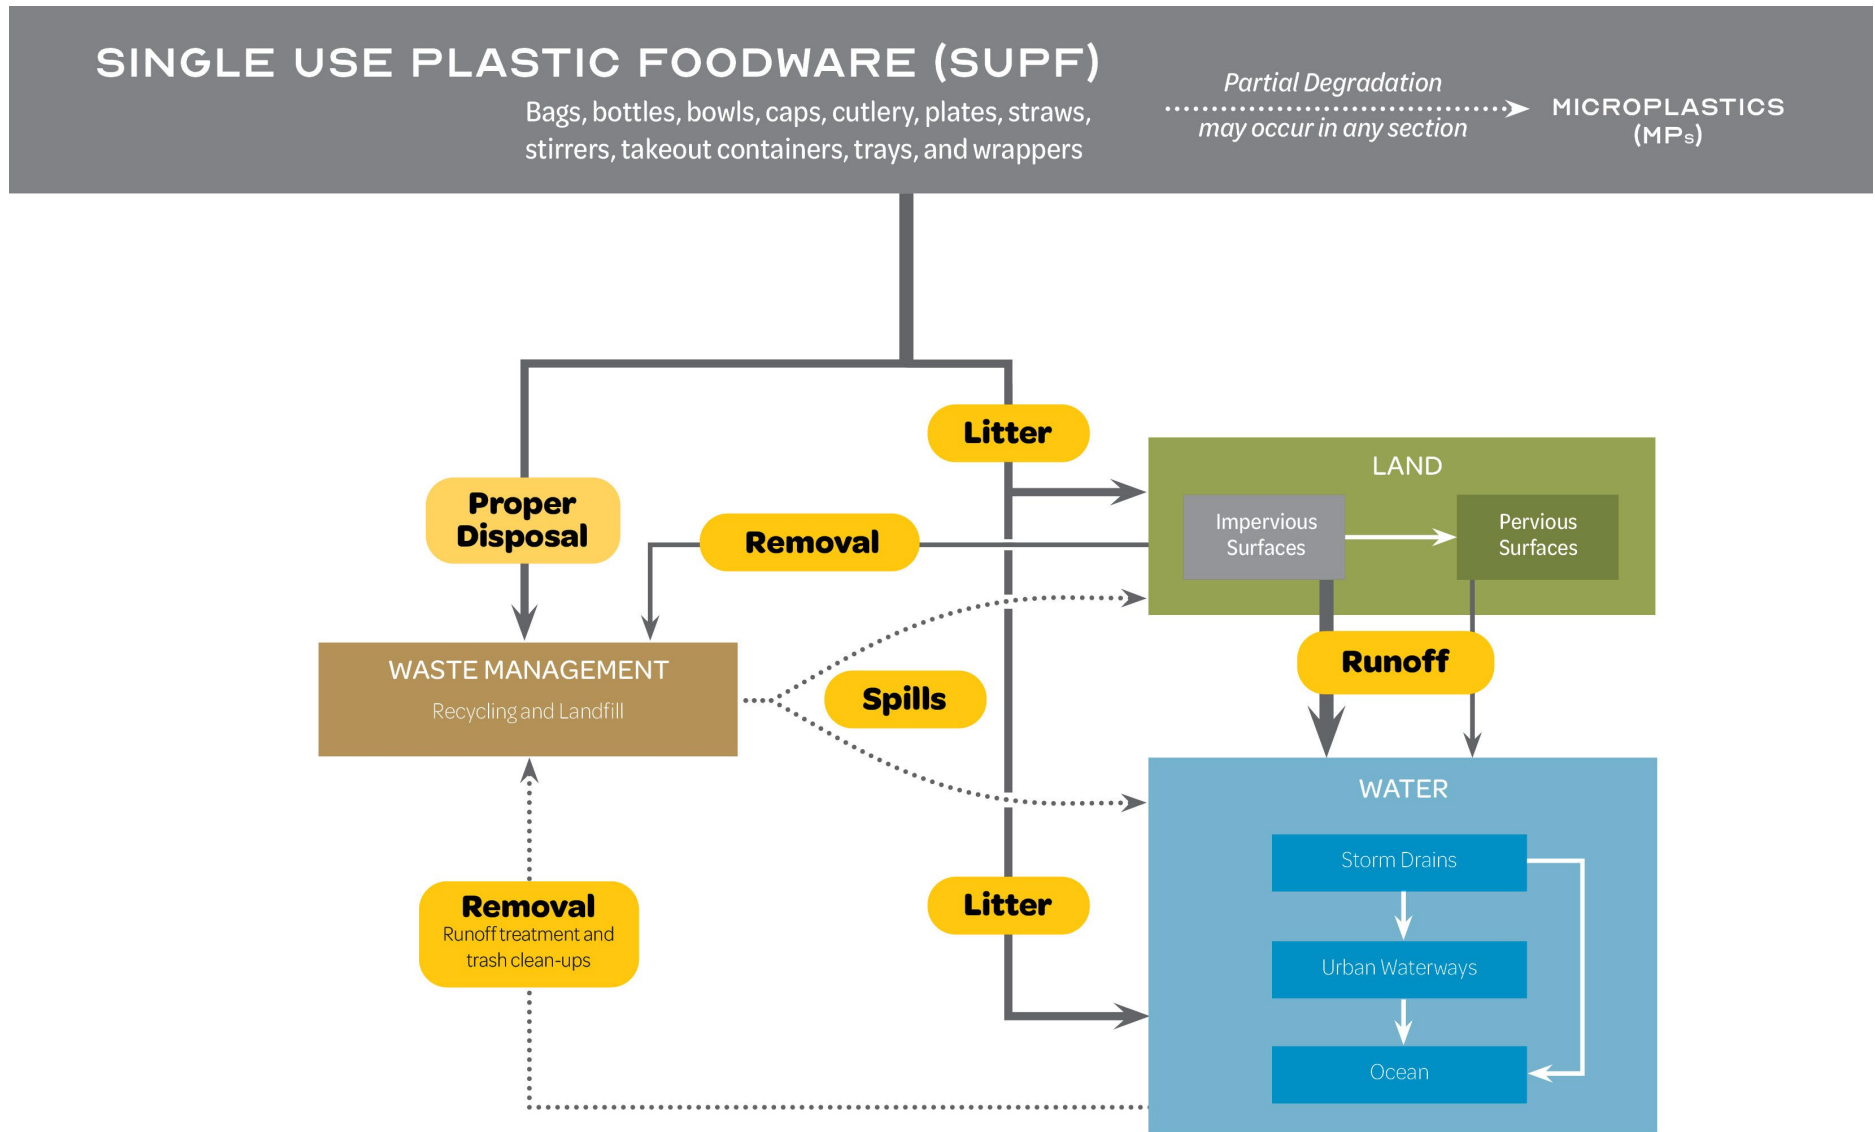 SINGLE USE PLASTIC FOODWARE (SUPF)
Bags, bottles, bowls, caps, cutlery, plates, straws,
stirrers, takeout containers, trays, and wrappers
Partial Degradation
may occur in any section
MICROPLASTICS
(MPs)
Litter
LAND
Impervious
Surfaces
Pervious
Surfaces
Proper
Disposal
Removal
WASTE MANAGEMENT
Recycling and Landfill
Spills
Runoff
WATER
Storm Drains
Urban Waterways
Ocean
Litter
Removal
Runoff treatment and
trash clean-ups